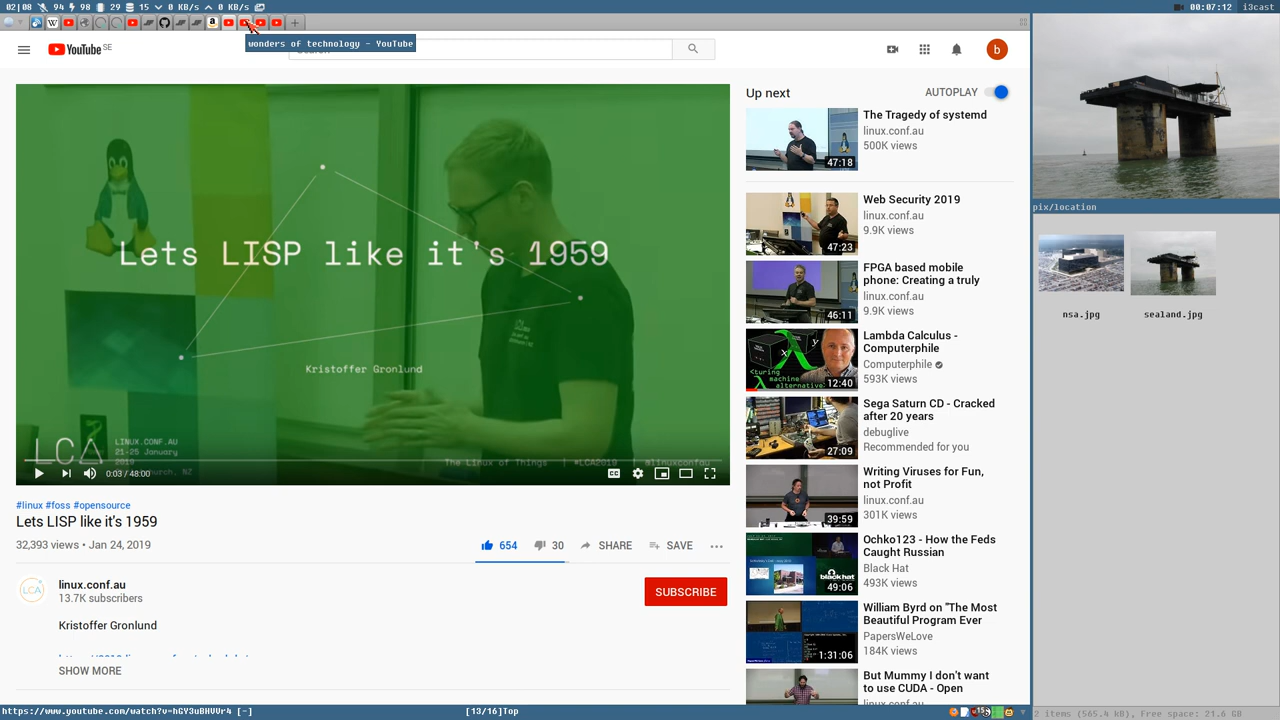 02|08 94 98 29 15 0 KB/s 0 KB/s
00:07:12 i3cast
wonders of technology - YouTube
YouTube SE
b
Lets LISP like it's 1959
Kristoffer Gronlund
LCA
LINUX.CONF.AU
21-25 January
2019
The Linux of Things | #LCA2019 | @linuxconfau
0:03 / 48:00
CC
#linux #foss #opensource
Lets LISP like it's 1959
32,393 views • Jan 24, 2019
654 30 SHARE SAVE
LCA
linux.conf.au
13.7K subscribers
SUBSCRIBE
Kristoffer Gronlund
SHOW MORE
Up next
AUTOPLAY
The Tragedy of systemd
linux.conf.au
500K views
47:18
Web Security 2019
linux.conf.au
9.9K views
47:23
FPGA based mobile
phone: Creating a truly
linux.conf.au
9.9K views
46:11
Lambda Calculus -
Computerphile
Computerphile
593K views
12:40
Sega Saturn CD - Cracked
after 20 years
debuglive
Recommended for you
27:09
Writing Viruses for Fun,
not Profit
linux.conf.au
301K views
39:59
Ochko123 - How the Feds
Caught Russian
Black Hat
493K views
black hat
49:06
William Byrd on "The Most
Beautiful Program Ever
PapersWeLove
184K views
1:31:06
But Mummy I don't want
to use CUDA - Open
linux.conf.au
pix/location
nsa.jpg
sealand.jpg
https://www.youtube.com/watch?v=hGY3uBHVVr4 [-]
[13/16]Top
2 items (565.4 kB), Free space: 21.6 GB